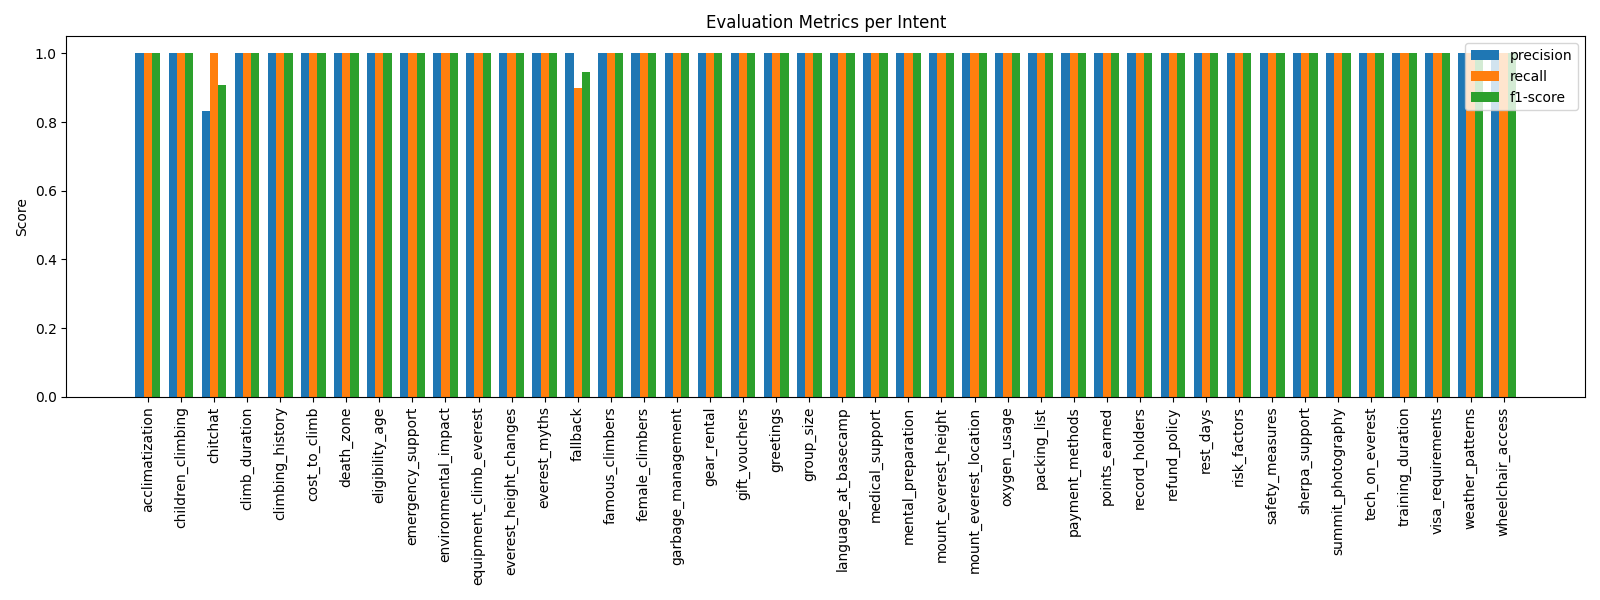 Evaluation Metrics per Intent
precision
recall
f1-score
Score
1.0
0.8
0.6
0.4
0.2
0.0
acclimatization
children_climbing
chitchat
climb_duration
climbing_history
cost_to_climb
death_zone
eligibility_age
emergency_support
environmental_impact
equipment_climb_everest
everest_height_changes
everest_myths
fallback
famous_climbers
female_climbers
garbage_management
gear_rental
gift_vouchers
greetings
group_size
language_at_basecamp
medical_support
mental_preparation
mount_everest_height
mount_everest_location
oxygen_usage
packing_list
payment_methods
points_earned
record_holders
refund_policy
rest_days
risk_factors
safety_measures
sherpa_support
summit_photography
tech_on_everest
training_duration
visa_requirements
weather_patterns
wheelchair_access